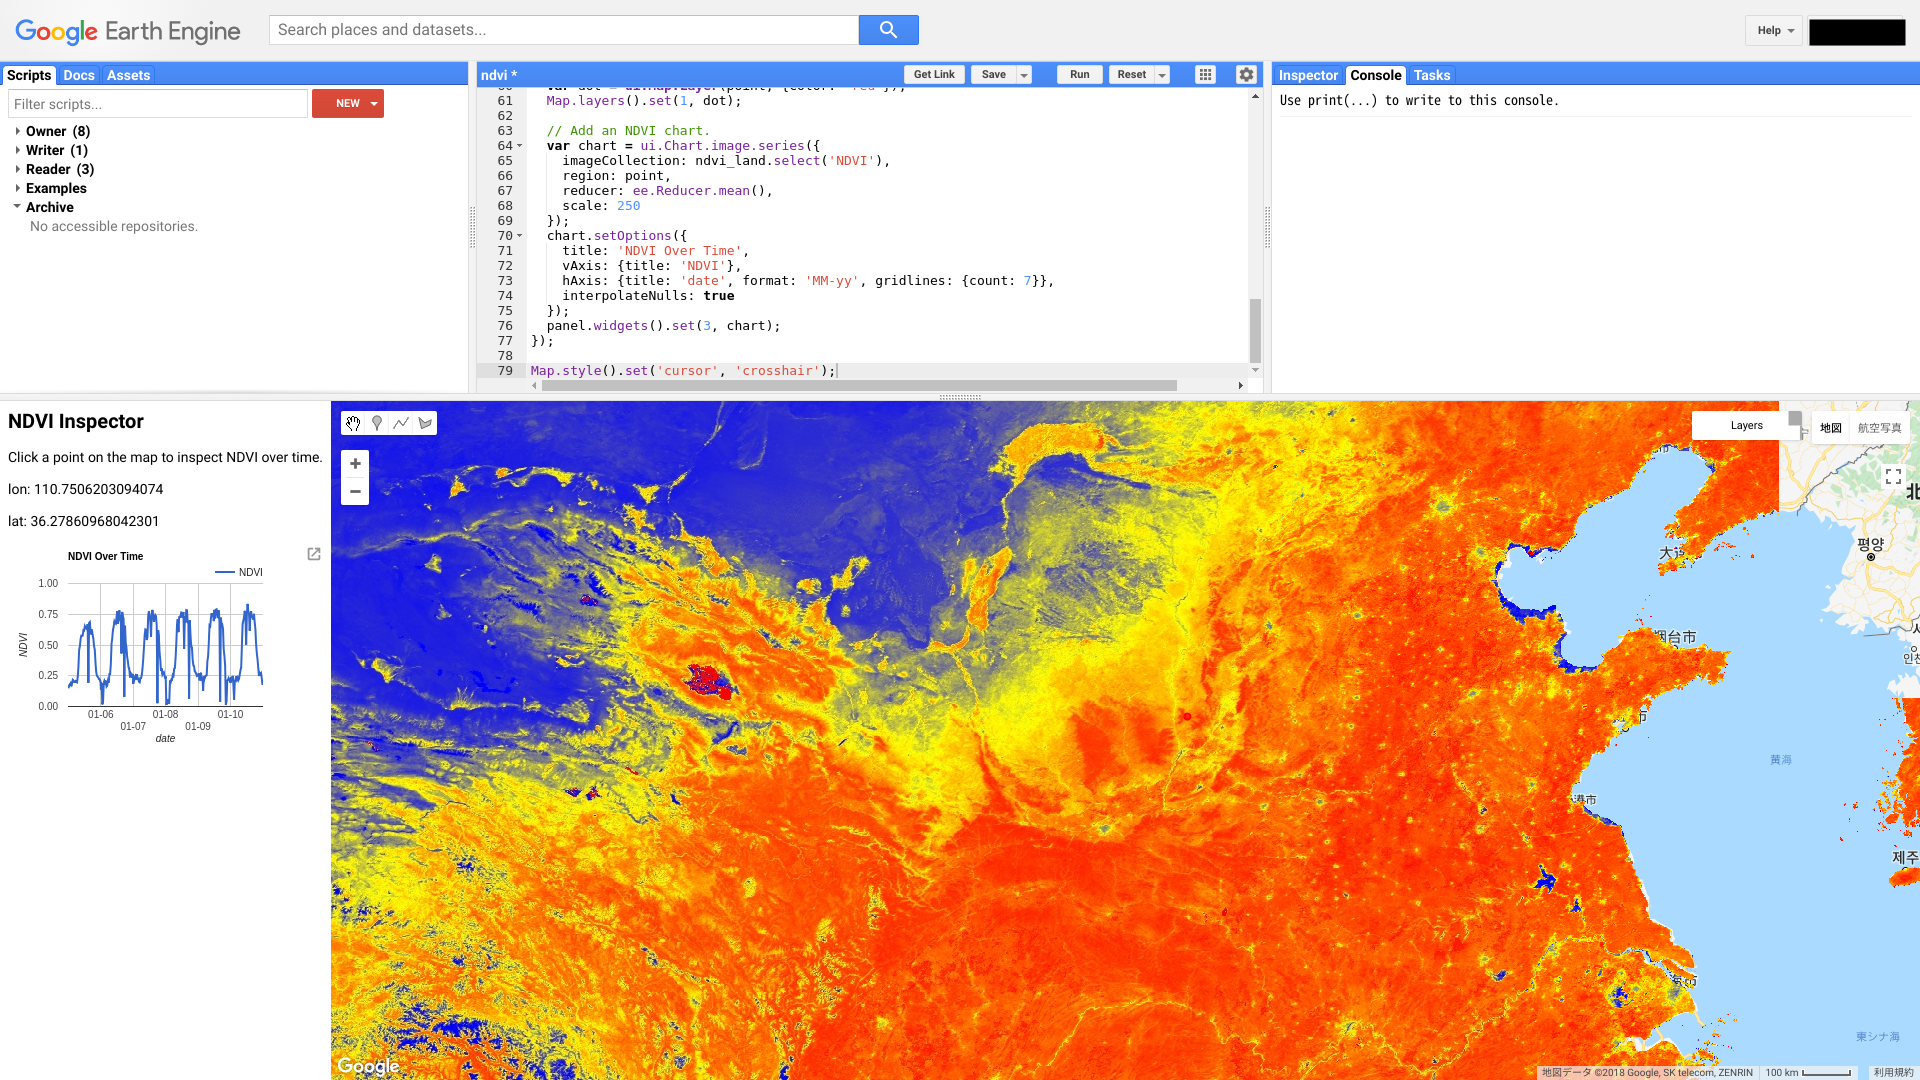 Google Earth Engine
Search places and datasets...
Help
Scripts Docs Assets
Filter scripts...
NEW
Owner (8)
Writer (1)
Reader (3)
Examples
Archive
No accessible repositories.
ndvi *
Get Link Save Run Reset
61 Map.layers().set(1, dot);
62
63 // Add an NDVI chart.
64 var chart = ui.Chart.image.series({
65 imageCollection: ndvi_land.select('NDVI'),
66 region: point,
67 reducer: ee.Reducer.mean(),
68 scale: 250
69 });
70 chart.setOptions({
71 title: 'NDVI Over Time',
72 vAxis: {title: 'NDVI'},
73 hAxis: {title: 'date', format: 'MM-yy', gridlines: {count: 7}},
74 interpolateNulls: true
75 });
76 panel.widgets().set(3, chart);
77 });
78
79 Map.style().set('cursor', 'crosshair');
Inspector Console Tasks
Use print(...) to write to this console.
NDVI Inspector
Click a point on the map to inspect NDVI over time.
lon: 110.7506203094074
lat: 36.27860968042301
NDVI Over Time
NDVI
1.00
0.75
0.50
0.25
0.00
NDVI
01-06 01-08 01-10
01-07 01-09
date
+
−
Layers
地図 航空写真
北
평양
烟台市
市
黄海
港市
제주
東シナ海
Google
地図データ ©2018 Google, SK telecom, ZENRIN
100 km
利用規約